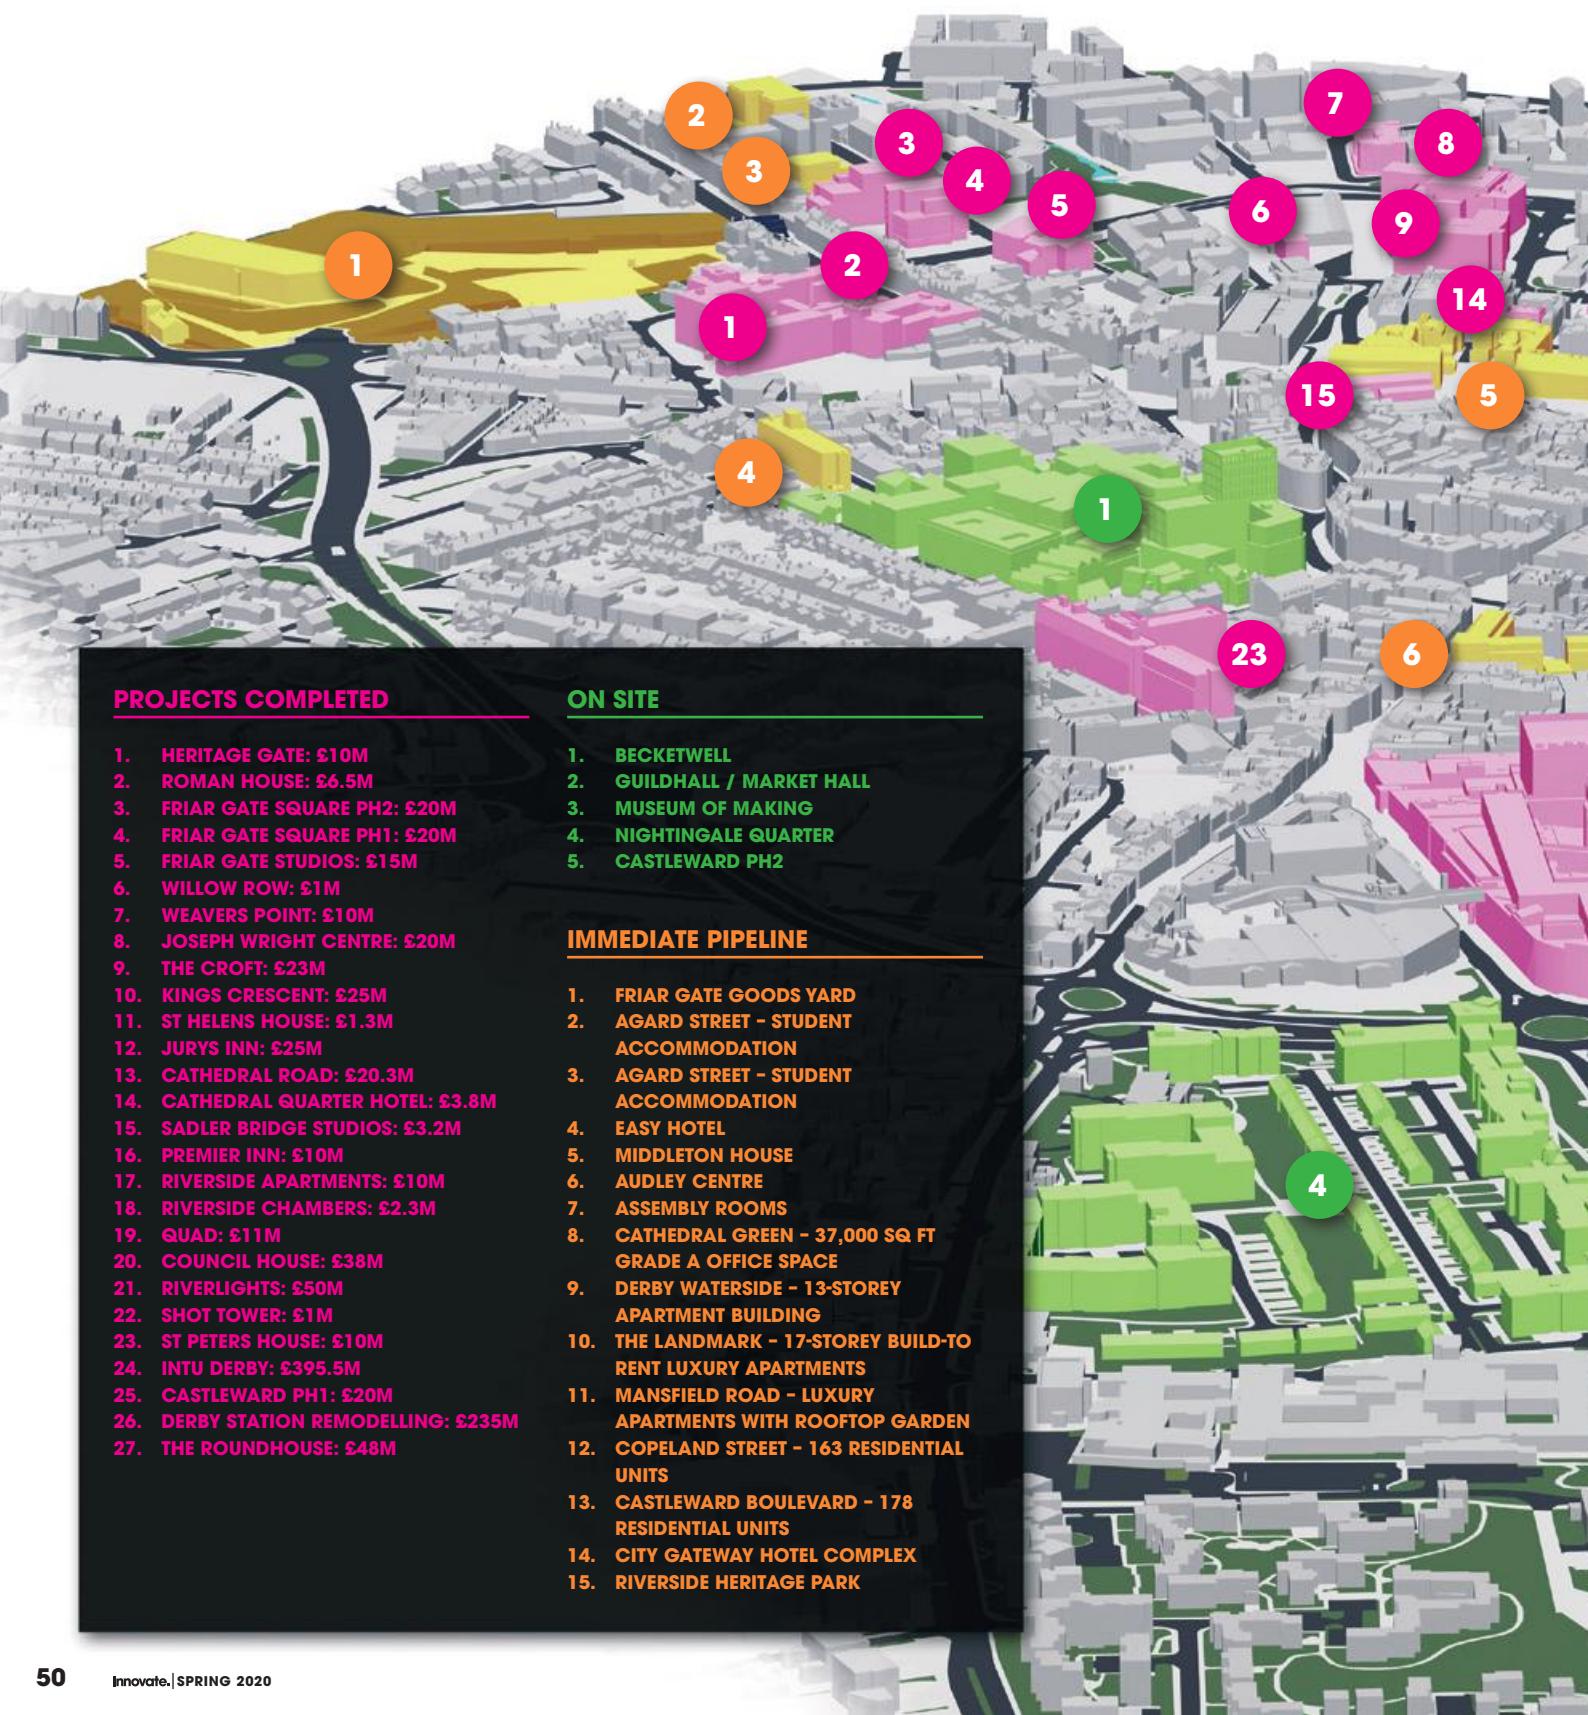 2
3
3
4
5
6
7
8
9
1
2
1
14
15
5
4
1
23
6
4
PROJECTS COMPLETED
1. HERITAGE GATE: £10M
2. ROMAN HOUSE: £6.5M
3. FRIAR GATE SQUARE PH2: £20M
4. FRIAR GATE SQUARE PH1: £20M
5. FRIAR GATE STUDIOS: £15M
6. WILLOW ROW: £1M
7. WEAVERS POINT: £10M
8. JOSEPH WRIGHT CENTRE: £20M
9. THE CROFT: £23M
10. KINGS CRESCENT: £25M
11. ST HELENS HOUSE: £1.3M
12. JURYS INN: £25M
13. CATHEDRAL ROAD: £20.3M
14. CATHEDRAL QUARTER HOTEL: £3.8M
15. SADLER BRIDGE STUDIOS: £3.2M
16. PREMIER INN: £10M
17. RIVERSIDE APARTMENTS: £10M
18. RIVERSIDE CHAMBERS: £2.3M
19. QUAD: £11M
20. COUNCIL HOUSE: £38M
21. RIVERLIGHTS: £50M
22. SHOT TOWER: £1M
23. ST PETERS HOUSE: £10M
24. INTU DERBY: £395.5M
25. CASTLEWARD PH1: £20M
26. DERBY STATION REMODELLING: £235M
27. THE ROUNDHOUSE: £48M
ON SITE
1. BECKETWELL
2. GUILDHALL / MARKET HALL
3. MUSEUM OF MAKING
4. NIGHTINGALE QUARTER
5. CASTLEWARD PH2
IMMEDIATE PIPELINE
1. FRIAR GATE GOODS YARD
2. AGARD STREET – STUDENT
ACCOMMODATION
3. AGARD STREET – STUDENT
ACCOMMODATION
4. EASY HOTEL
5. MIDDLETON HOUSE
6. AUDLEY CENTRE
7. ASSEMBLY ROOMS
8. CATHEDRAL GREEN – 37,000 SQ FT
GRADE A OFFICE SPACE
9. DERBY WATERSIDE – 13-STOREY
APARTMENT BUILDING
10. THE LANDMARK – 17-STOREY BUILD-TO
RENT LUXURY APARTMENTS
11. MANSFIELD ROAD – LUXURY
APARTMENTS WITH ROOFTOP GARDEN
12. COPELAND STREET – 163 RESIDENTIAL
UNITS
13. CASTLEWARD BOULEVARD – 178
RESIDENTIAL UNITS
14. CITY GATEWAY HOTEL COMPLEX
15. RIVERSIDE HERITAGE PARK
50 Innovate. | SPRING 2020